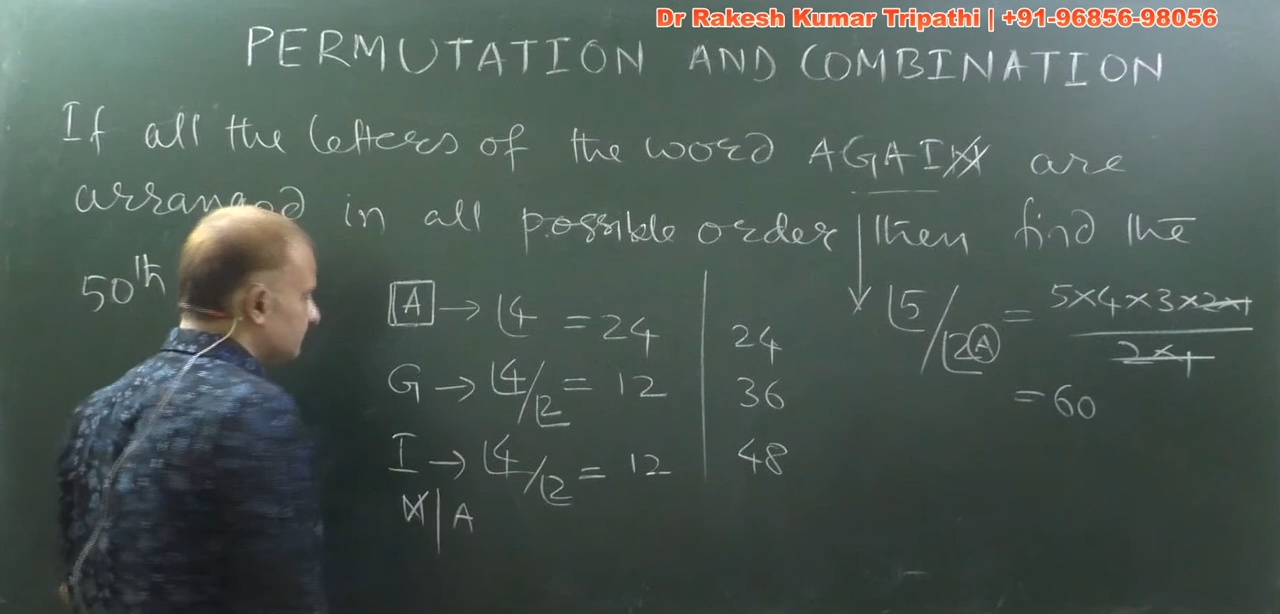 Dr Rakesh Kumar Tripathi | +91-96856-98056
PERMUTATION AND COMBINATION
If all the letters of the word AGAIN are
arranged in all possible order then find the
50th
A → ⌊4 = 24 | 24
G → ⌊4/⌊2 = 12 | 36
I → ⌊4/⌊2 = 12 | 48
N | A
⌊5/⌊2 A = 5×4×3×2×1
2×1
= 60